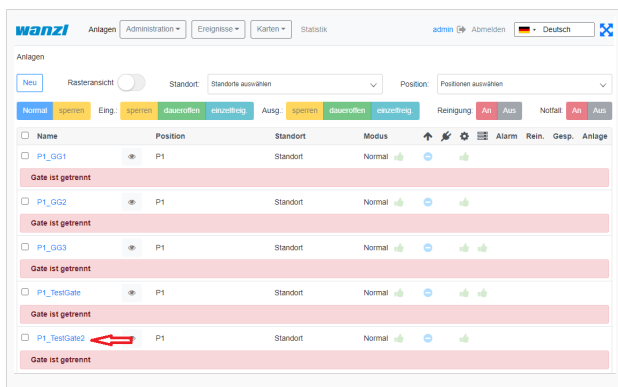 wanzl Anlagen Administration Ereignisse Karten Statistik admin Abmelden Deutsch
Anlagen
Neu Rasteransicht Standort: Standorte auswählen Position: Positionen auswählen
Normal sperren Eing.: sperren daueroffen einzelfreig. Ausg.: sperren daueroffen einzelfreig. Reinigung: An Aus Notfall: An Aus
Name Position Standort Modus Alarm Rein. Gesp. Anlage
P1_GG1 P1 Standort Normal
Gate ist getrennt
P1_GG2 P1 Standort Normal
Gate ist getrennt
P1_GG3 P1 Standort Normal
Gate ist getrennt
P1_TestGate P1 Standort Normal
Gate ist getrennt
P1_TestGate2 P1 Standort Normal
Gate ist getrennt